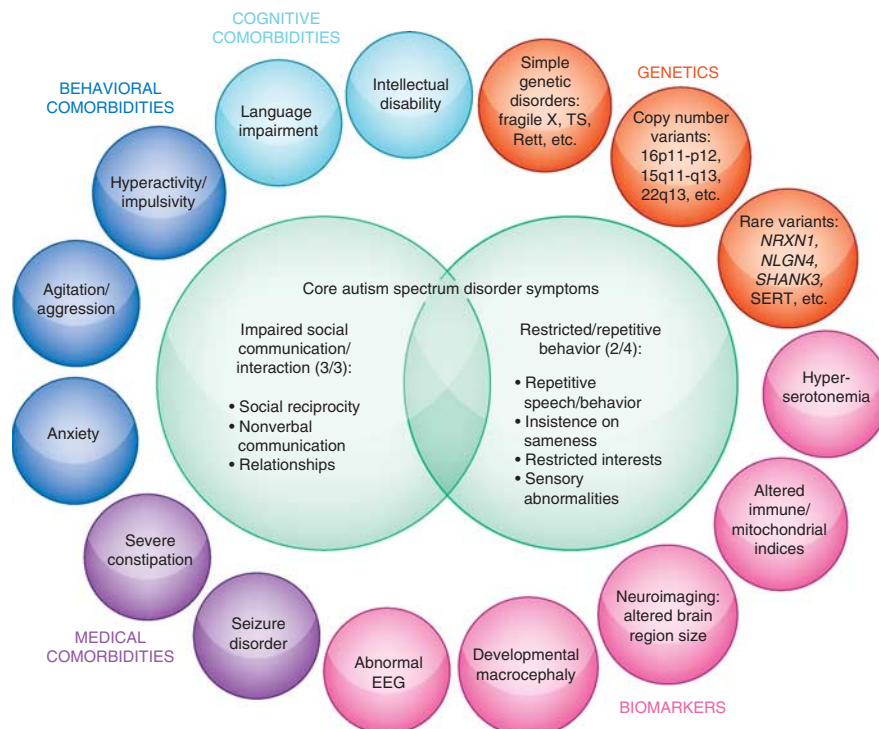 COGNITIVE
COMORBIDITIES
BEHAVIORAL
COMORBIDITIES
GENETICS
Language
impairment
Intellectual
disability
Simple
genetic
disorders:
fragile X, TS,
Rett, etc.
Copy number
variants:
16p11-p12,
15q11-q13,
22q13, etc.
Rare variants:
NRXN1,
NLGN4,
SHANK3,
SERT, etc.
Hyperactivity/
impulsivity
Agitation/
aggression
Anxiety
Core autism spectrum disorder symptoms
Impaired social
communication/
interaction (3/3):
• Social reciprocity
• Nonverbal
communication
• Relationships
Restricted/repetitive
behavior (2/4):
• Repetitive
speech/behavior
• Insistence on
sameness
• Restricted interests
• Sensory
abnormalities
Hyper-
serotonemia
Altered
immune/
mitochondrial
indices
Neuroimaging:
altered brain
region size
Developmental
macrocephaly
Abnormal
EEG
Seizure
disorder
Severe
constipation
MEDICAL
COMORBIDITIES
BIOMARKERS